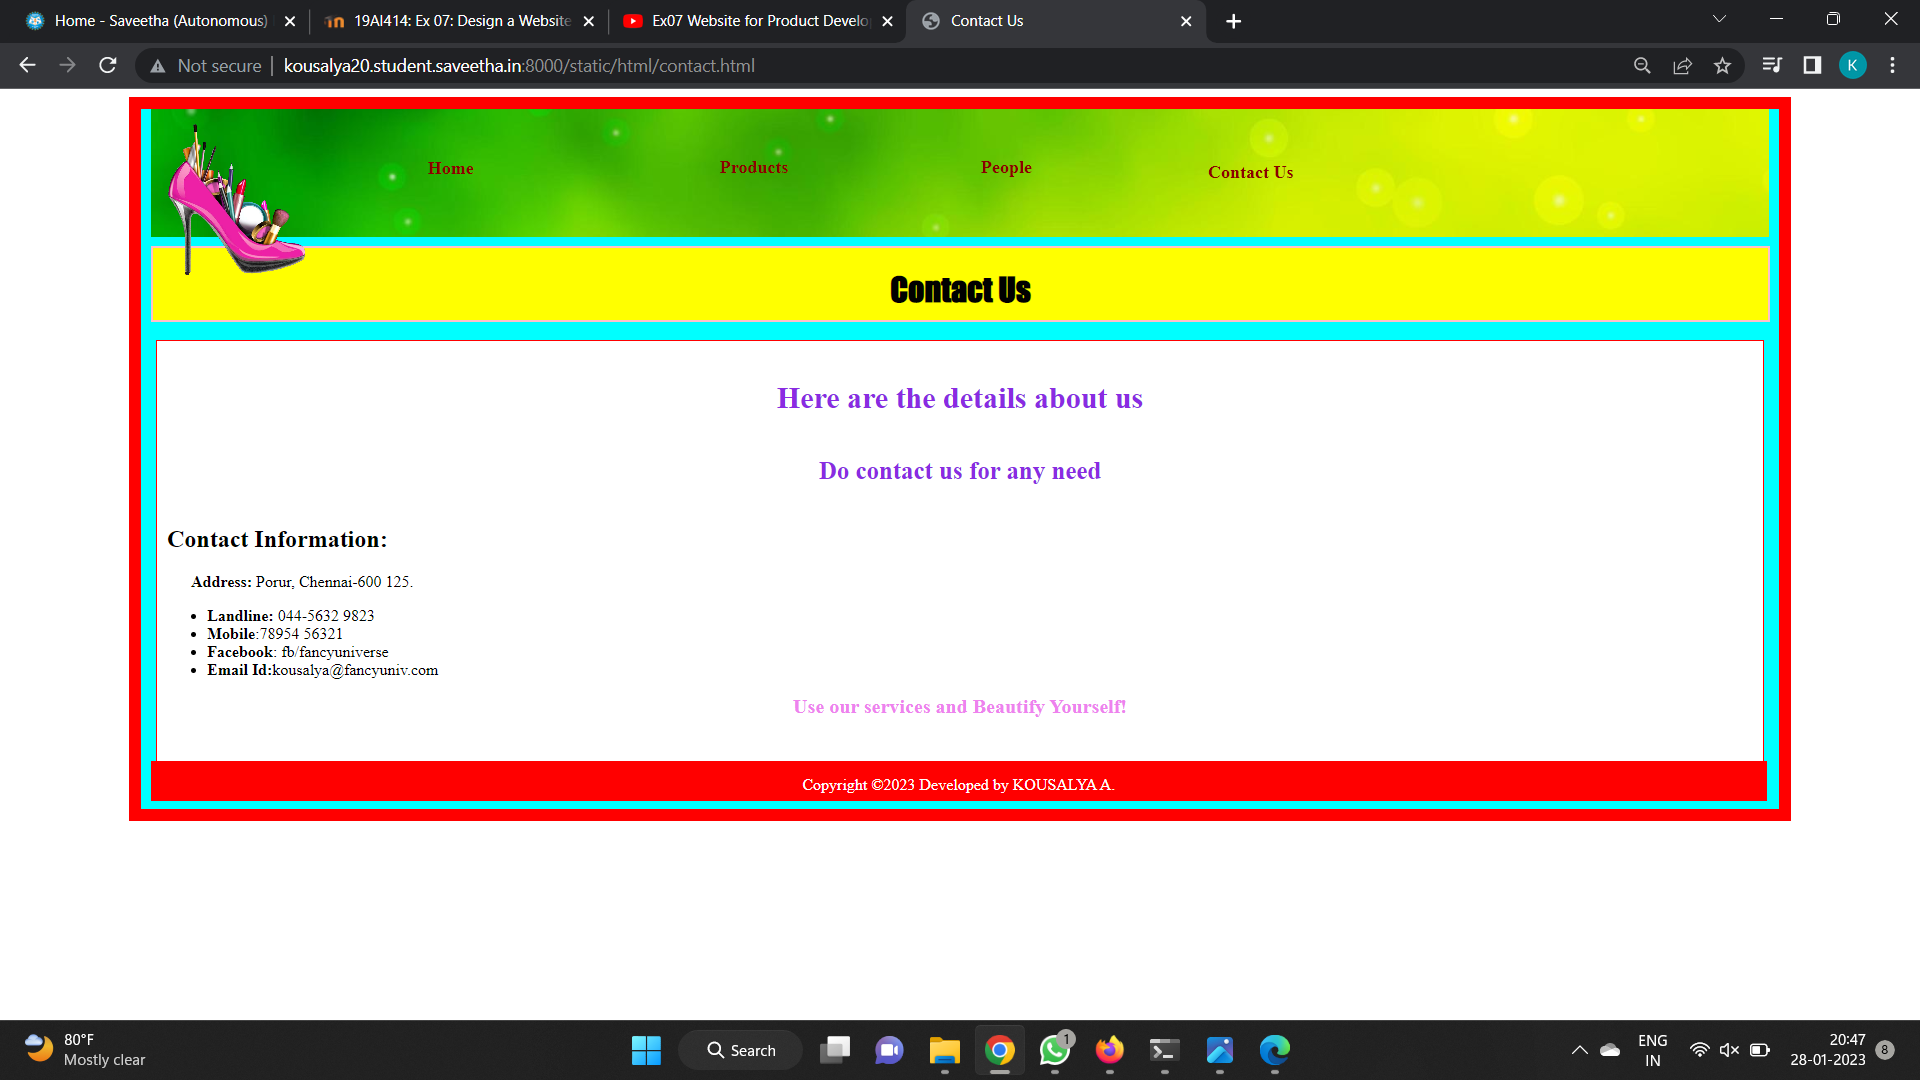 Home - Saveetha (Autonomous)
19AI414: Ex 07: Design a Website
Ex07 Website for Product Develo
Contact Us
Not secure
kousalya20.student.saveetha.in:8000/static/html/contact.html
K
Home
Products
People
Contact Us
Contact Us
Here are the details about us
Do contact us for any need
Contact Information:
Address: Porur, Chennai-600 125.
• Landline: 044-5632 9823
• Mobile:78954 56321
• Facebook: fb/fancyuniverse
• Email Id:kousalya@fancyuniv.com
Use our services and Beautify Yourself!
Copyright ©2023 Developed by KOUSALYA A.
80°F
Mostly clear
Search
1
ENG
IN
20:47
28-01-2023
8